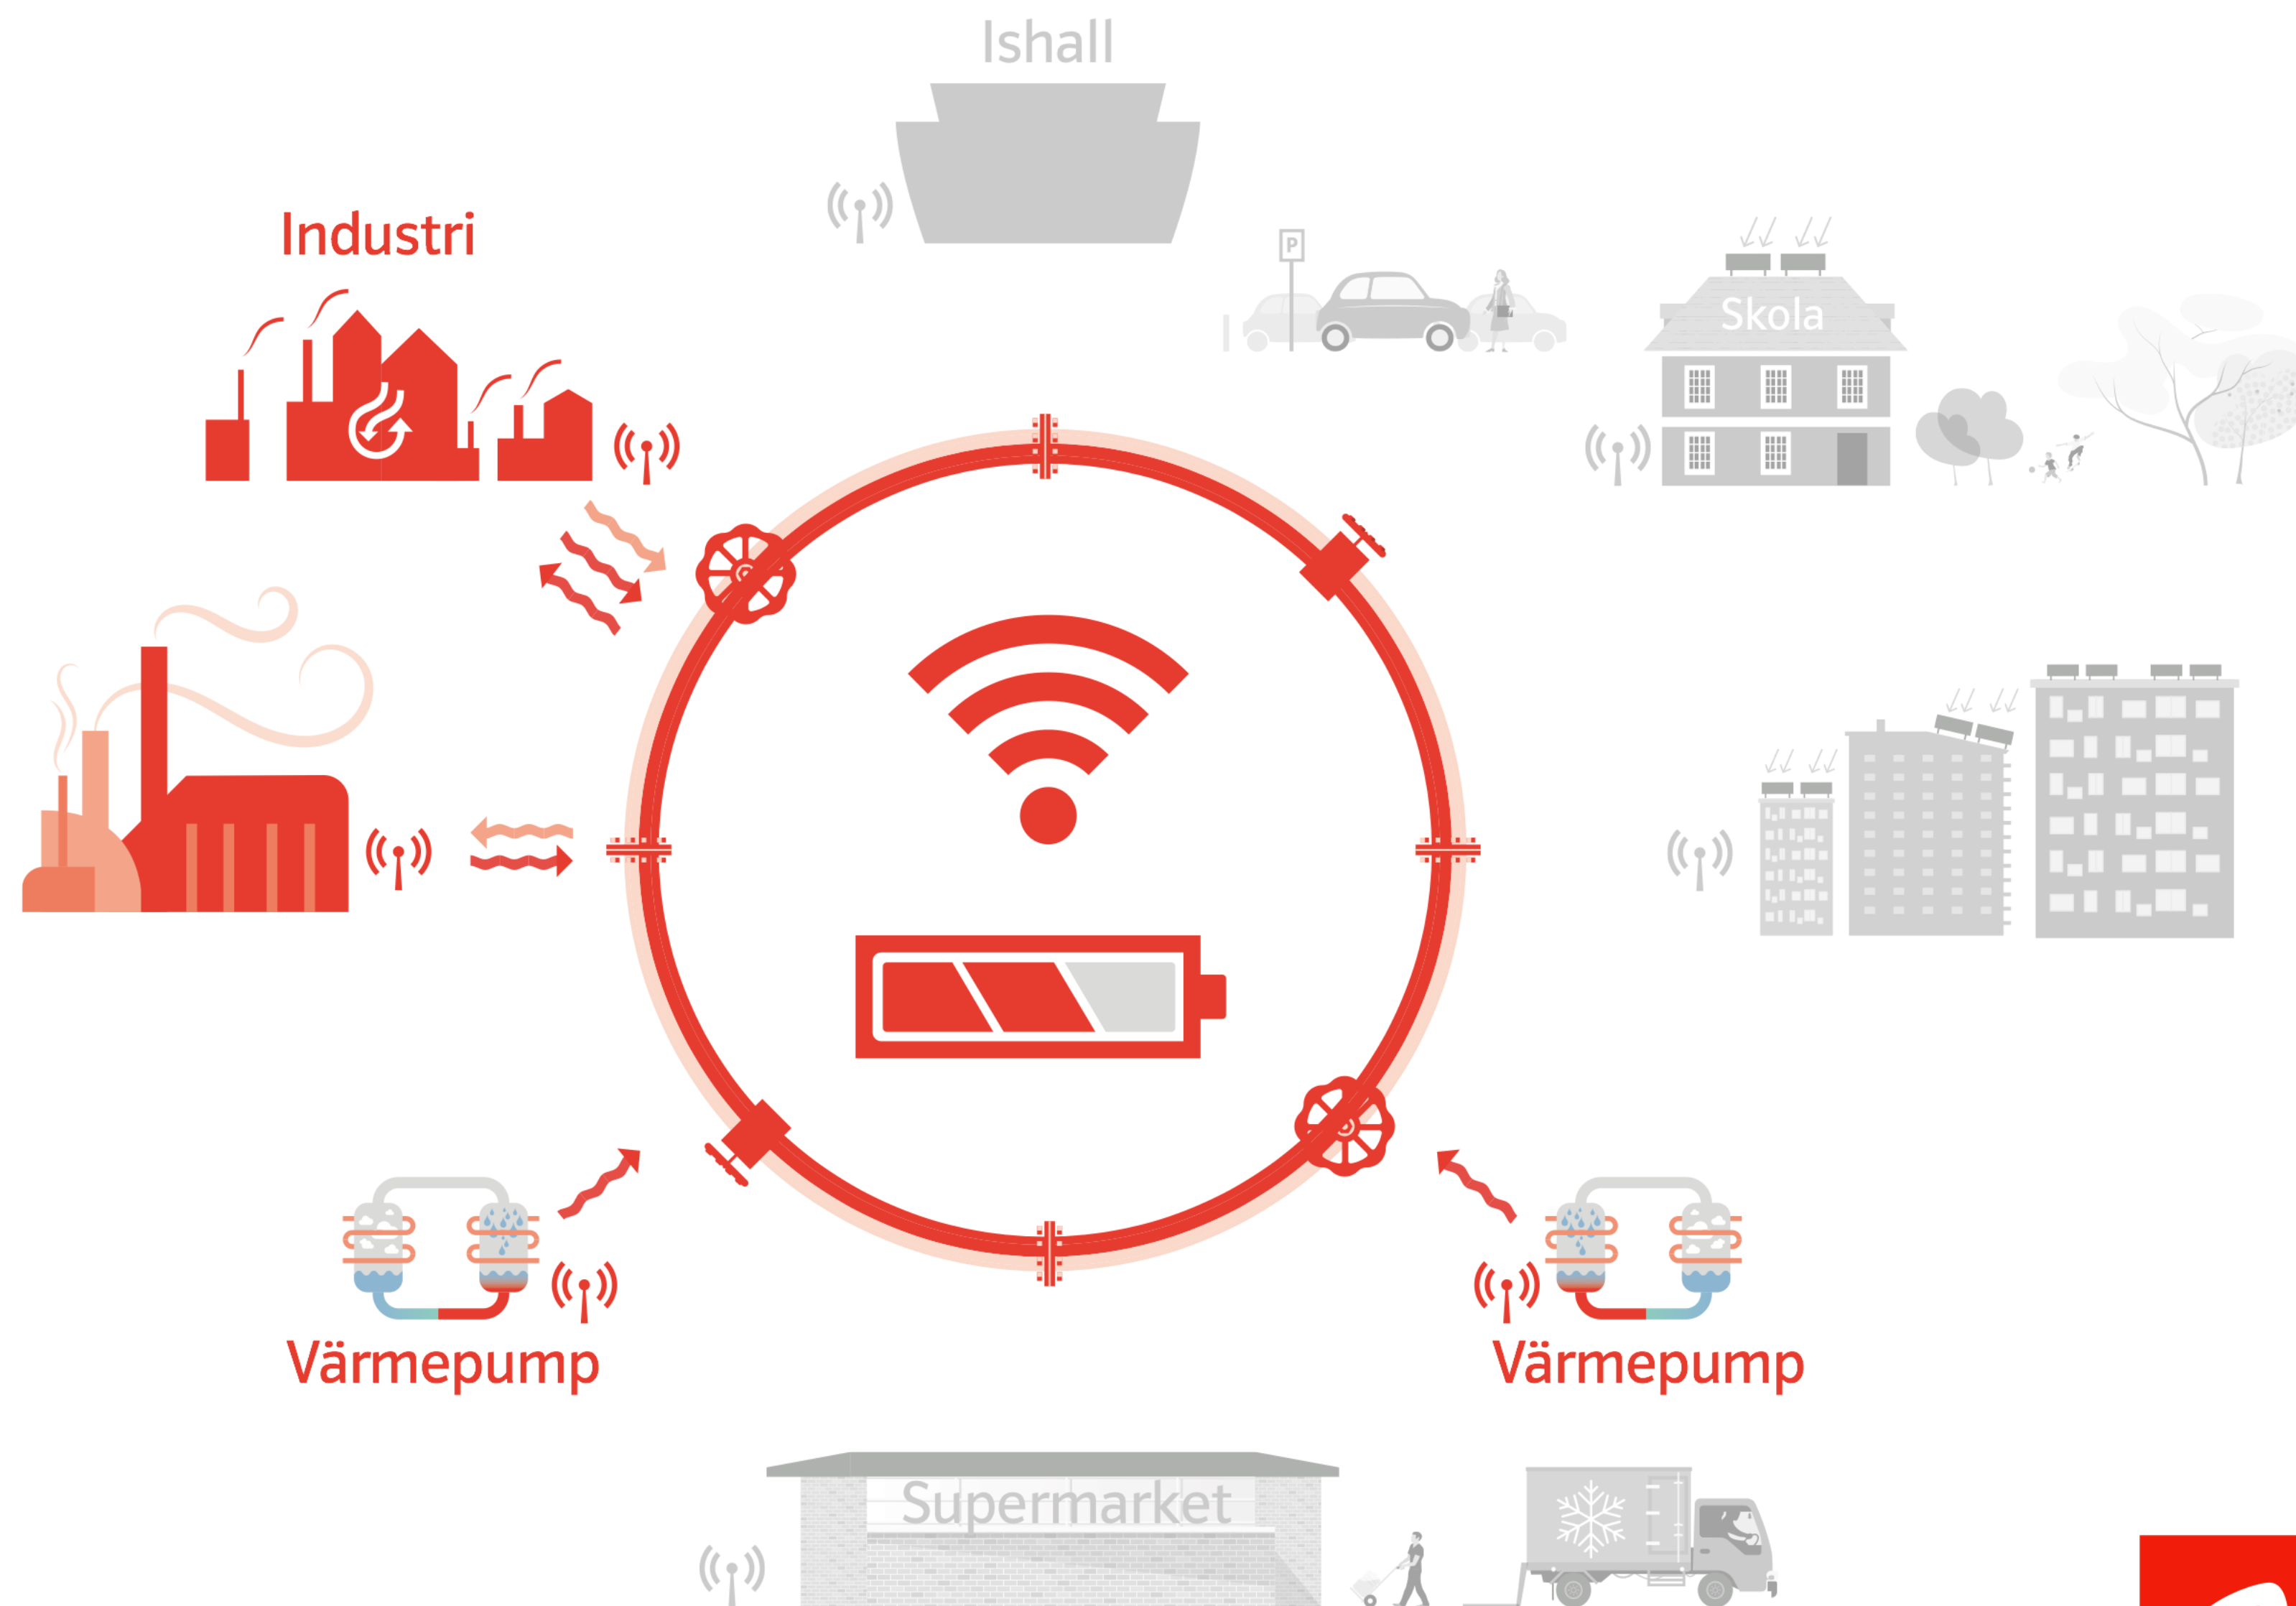 Ishall
Industri
P
Skola
Värmepump
Värmepump
Supermarket